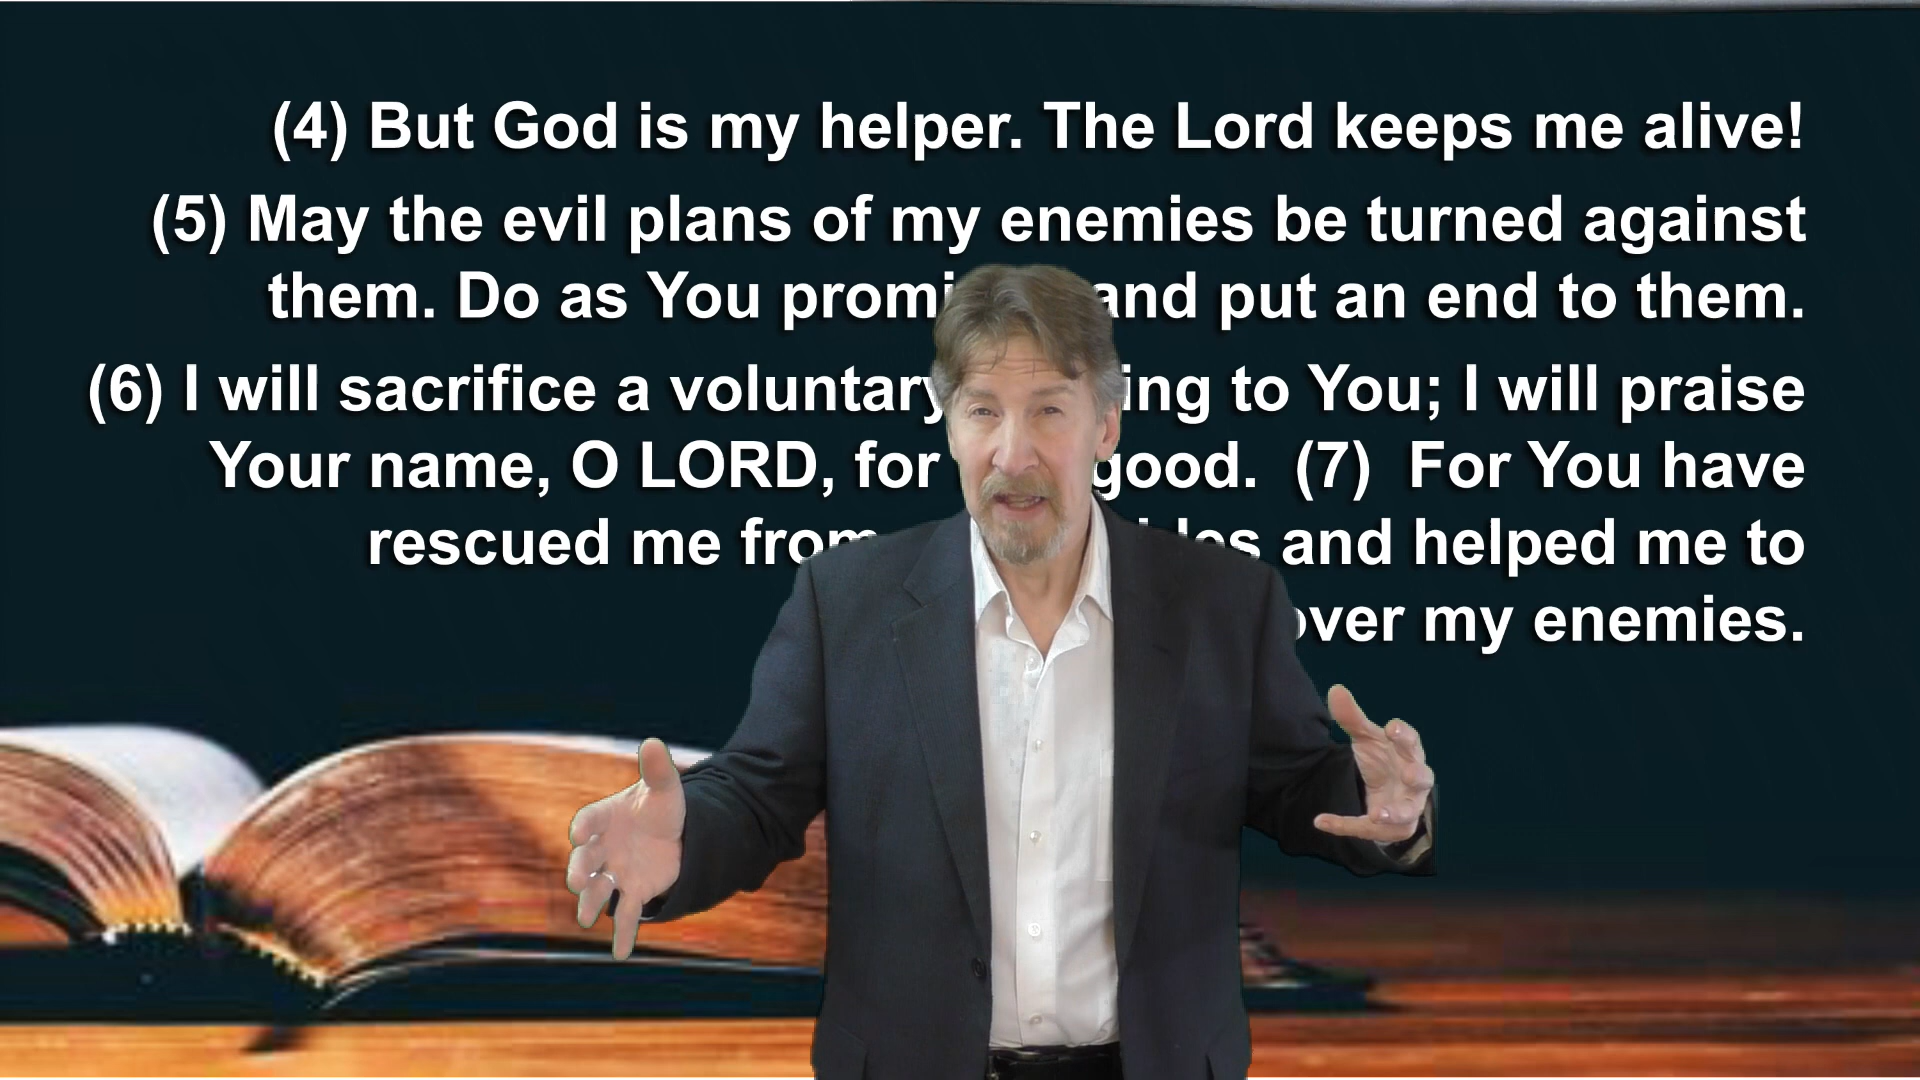 (4) But God is my helper. The Lord keeps me alive!
(5) May the evil plans of my enemies be turned against
them. Do as You and put an end to them.
(6) I will sacrifice a voluntary to You; I will praise
Your name, O LORD, for good. (7) For You have
rescued me from and helped me to
over my enemies.